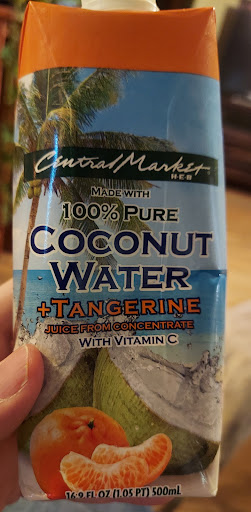 Central Market
H-E-B
MADE WITH
100% PURE
COCONUT
WATER
+TANGERINE
JUICE FROM CONCENTRATE
WITH VITAMIN C
16.9 FL OZ (1.05 PT) 500mL